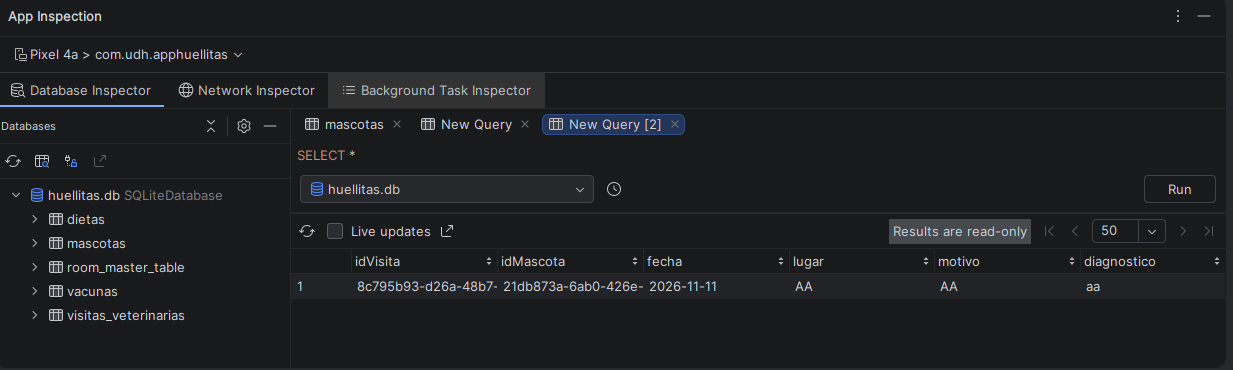 App Inspection
Pixel 4a > com.udh.apphuellitas
Database Inspector Network Inspector Background Task Inspector
Databases
mascotas New Query New Query [2]
SELECT *
huellitas.db Run
huellitas.db SQLiteDatabase
dietas
mascotas
room_master_table
vacunas
visitas_veterinarias
Live updates Results are read-only 50
idVisita idMascota fecha lugar motivo diagnostico
1 8c795b93-d26a-48b7- 21db873a-6ab0-426e- 2026-11-11 AA AA aa